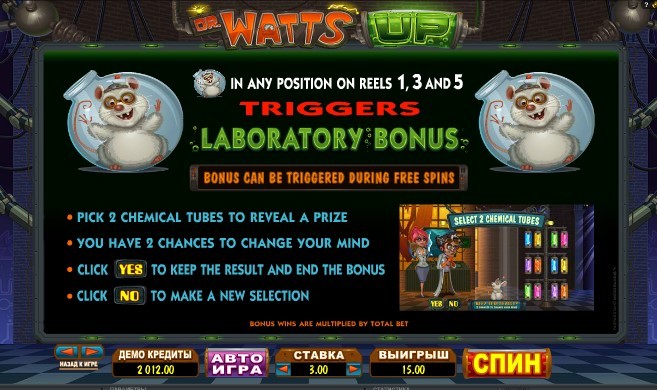 DR. WATTS UP
IN ANY POSITION ON REELS 1, 3 AND 5
TRIGGERS
LABORATORY BONUS
BONUS CAN BE TRIGGERED DURING FREE SPINS
• PICK 2 CHEMICAL TUBES TO REVEAL A PRIZE
• YOU HAVE 2 CHANCES TO CHANGE YOUR MIND
• CLICK YES TO KEEP THE RESULT AND END THE BONUS
• CLICK NO TO MAKE A NEW SELECTION
SELECT 2 CHEMICAL TUBES
YES NO
BONUS WINS ARE MULTIPLIED BY TOTAL BET
НАЗАД К ИГРЕ
ДЕМО КРЕДИТЫ
2 012.00
АВТО
ИГРА
СТАВКА
3.00
ВЫИГРЫШ
15.00
СПИН